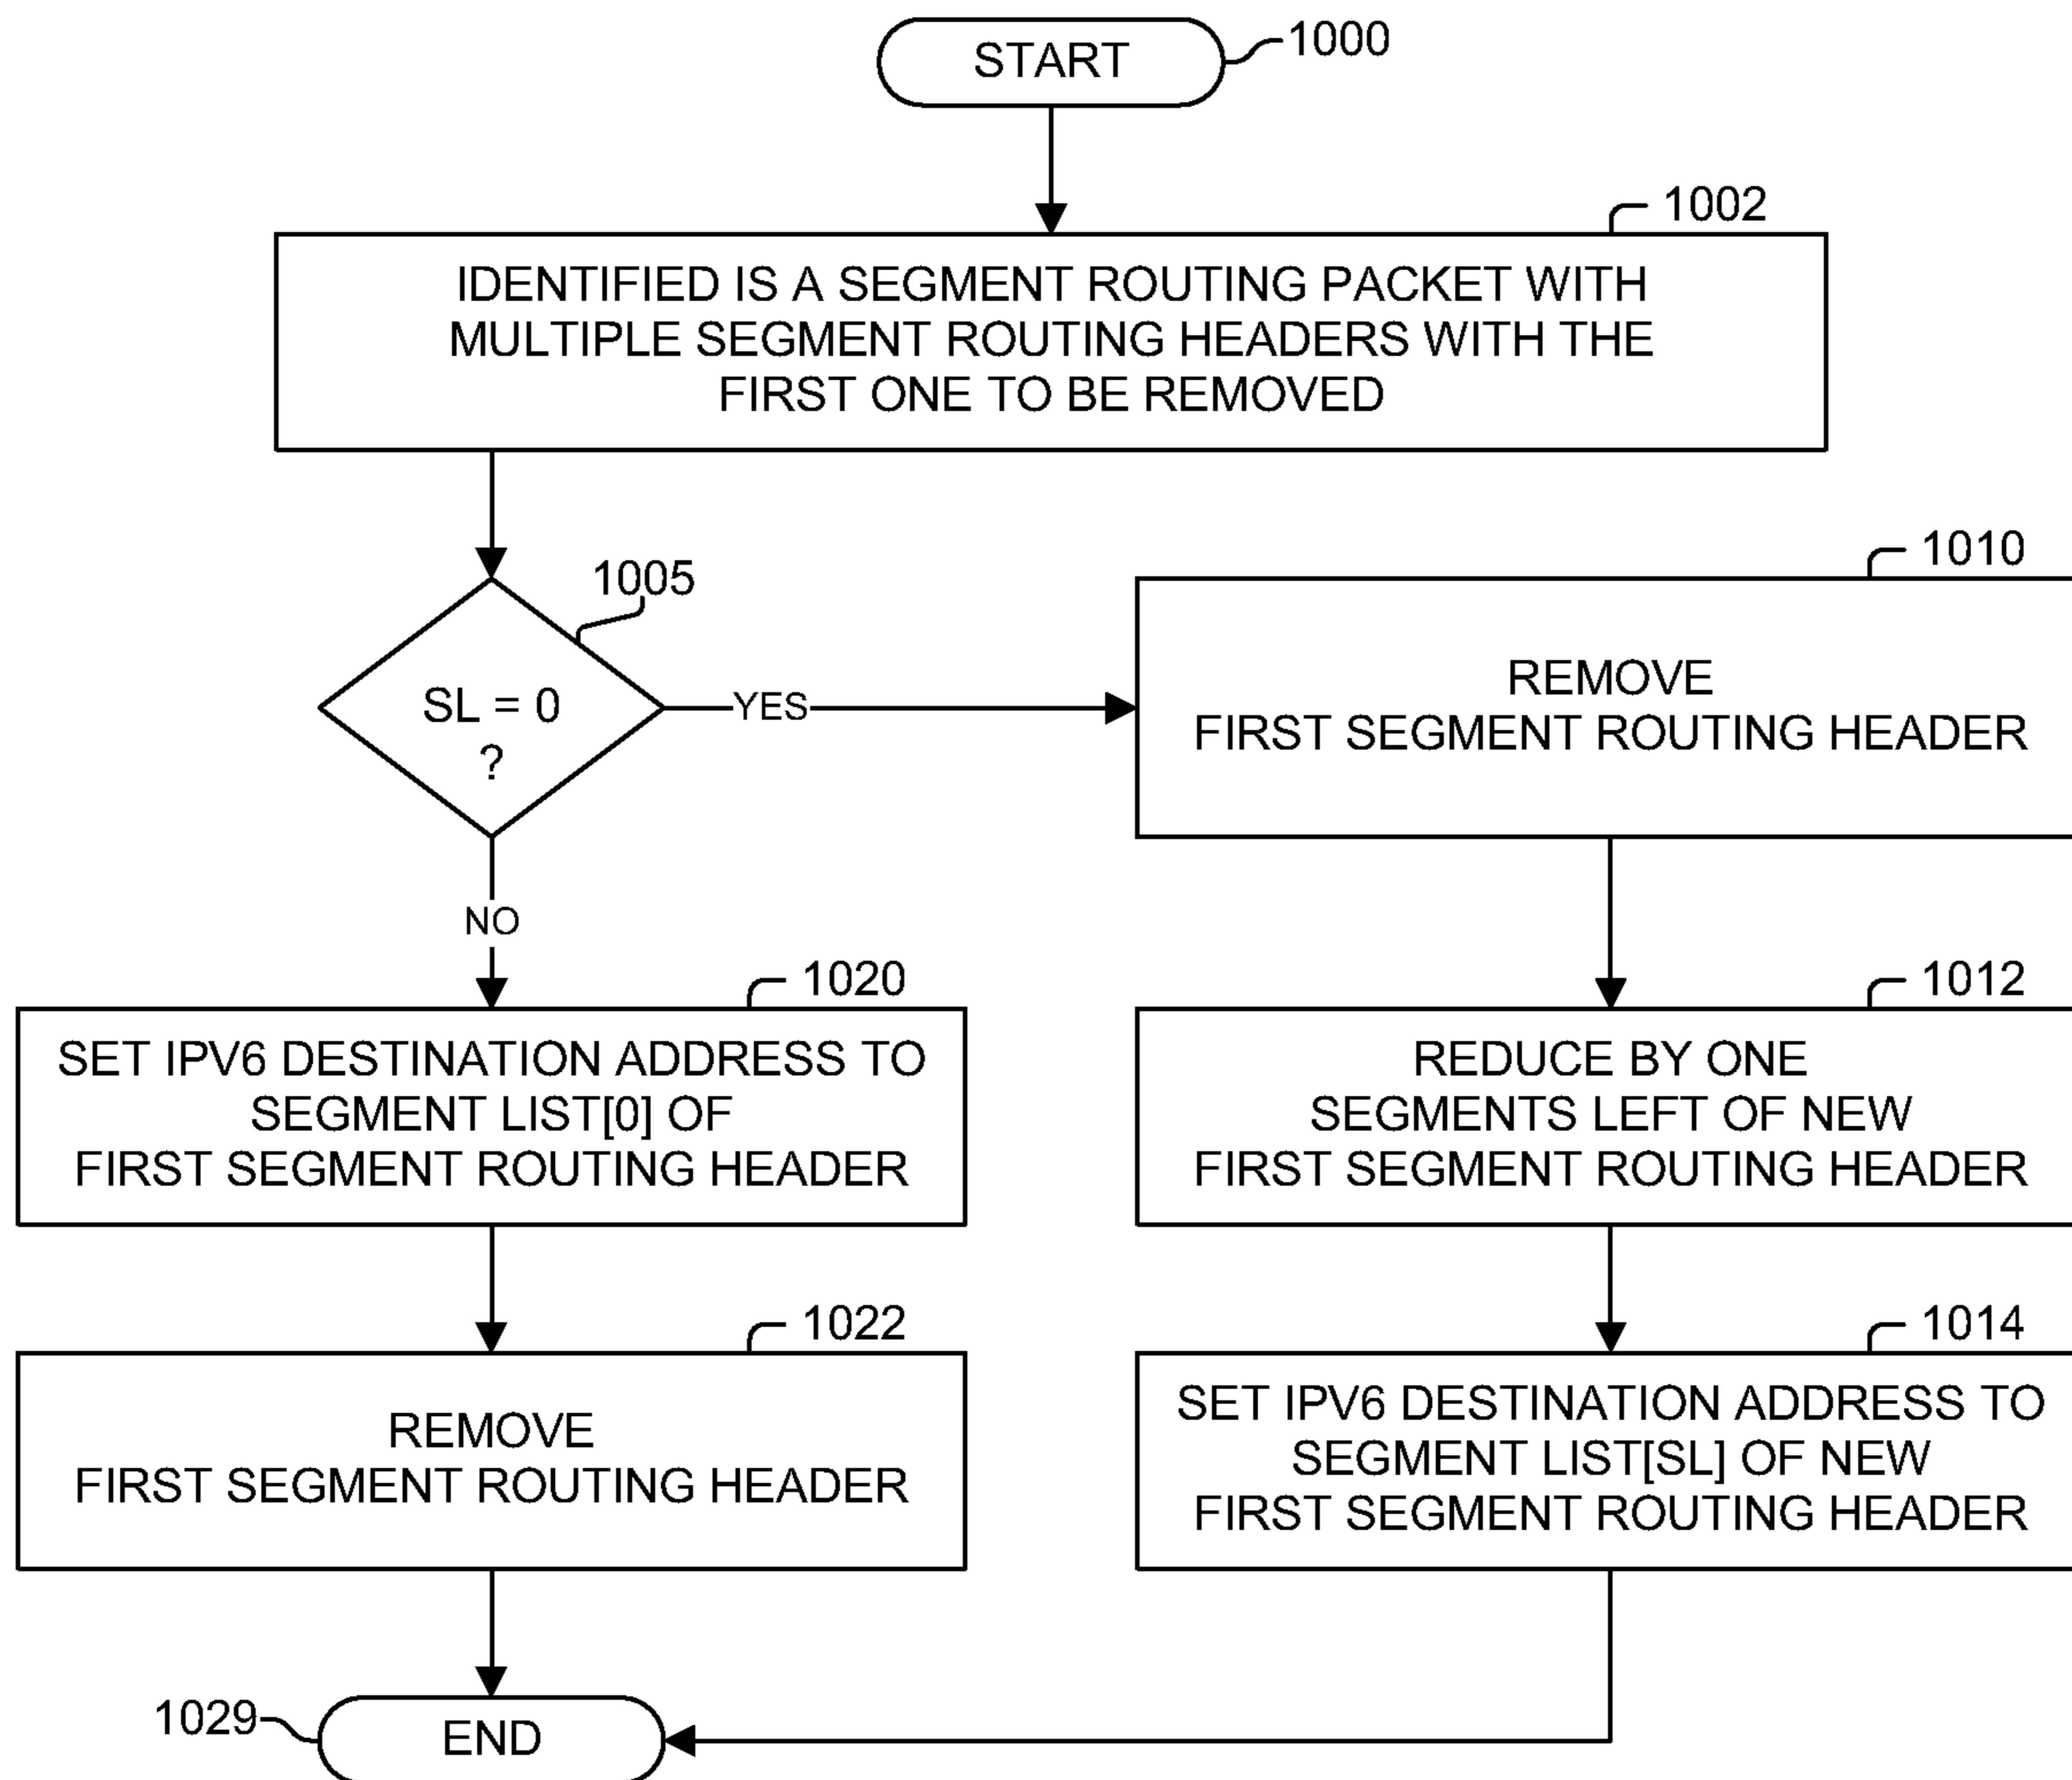 START
1000
1002
IDENTIFIED IS A SEGMENT ROUTING PACKET WITH
MULTIPLE SEGMENT ROUTING HEADERS WITH THE
FIRST ONE TO BE REMOVED
1005
SL = 0
?
YES
NO
1010
REMOVE
FIRST SEGMENT ROUTING HEADER
1020
SET IPV6 DESTINATION ADDRESS TO
SEGMENT LIST[0] OF
FIRST SEGMENT ROUTING HEADER
1012
REDUCE BY ONE
SEGMENTS LEFT OF NEW
FIRST SEGMENT ROUTING HEADER
1022
REMOVE
FIRST SEGMENT ROUTING HEADER
1014
SET IPV6 DESTINATION ADDRESS TO
SEGMENT LIST[SL] OF NEW
FIRST SEGMENT ROUTING HEADER
1029
END